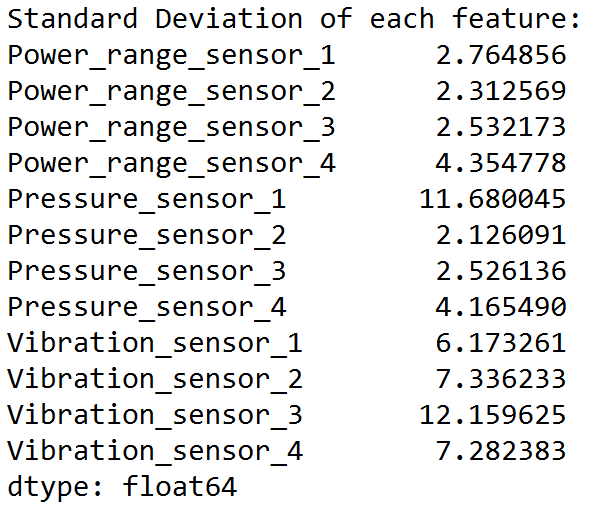 Standard Deviation of each feature:
Power_range_sensor_1 2.764856
Power_range_sensor_2 2.312569
Power_range_sensor_3 2.532173
Power_range_sensor_4 4.354778
Pressure_sensor_1 11.680045
Pressure_sensor_2 2.126091
Pressure_sensor_3 2.526136
Pressure_sensor_4 4.165490
Vibration_sensor_1 6.173261
Vibration_sensor_2 7.336233
Vibration_sensor_3 12.159625
Vibration_sensor_4 7.282383
dtype: float64